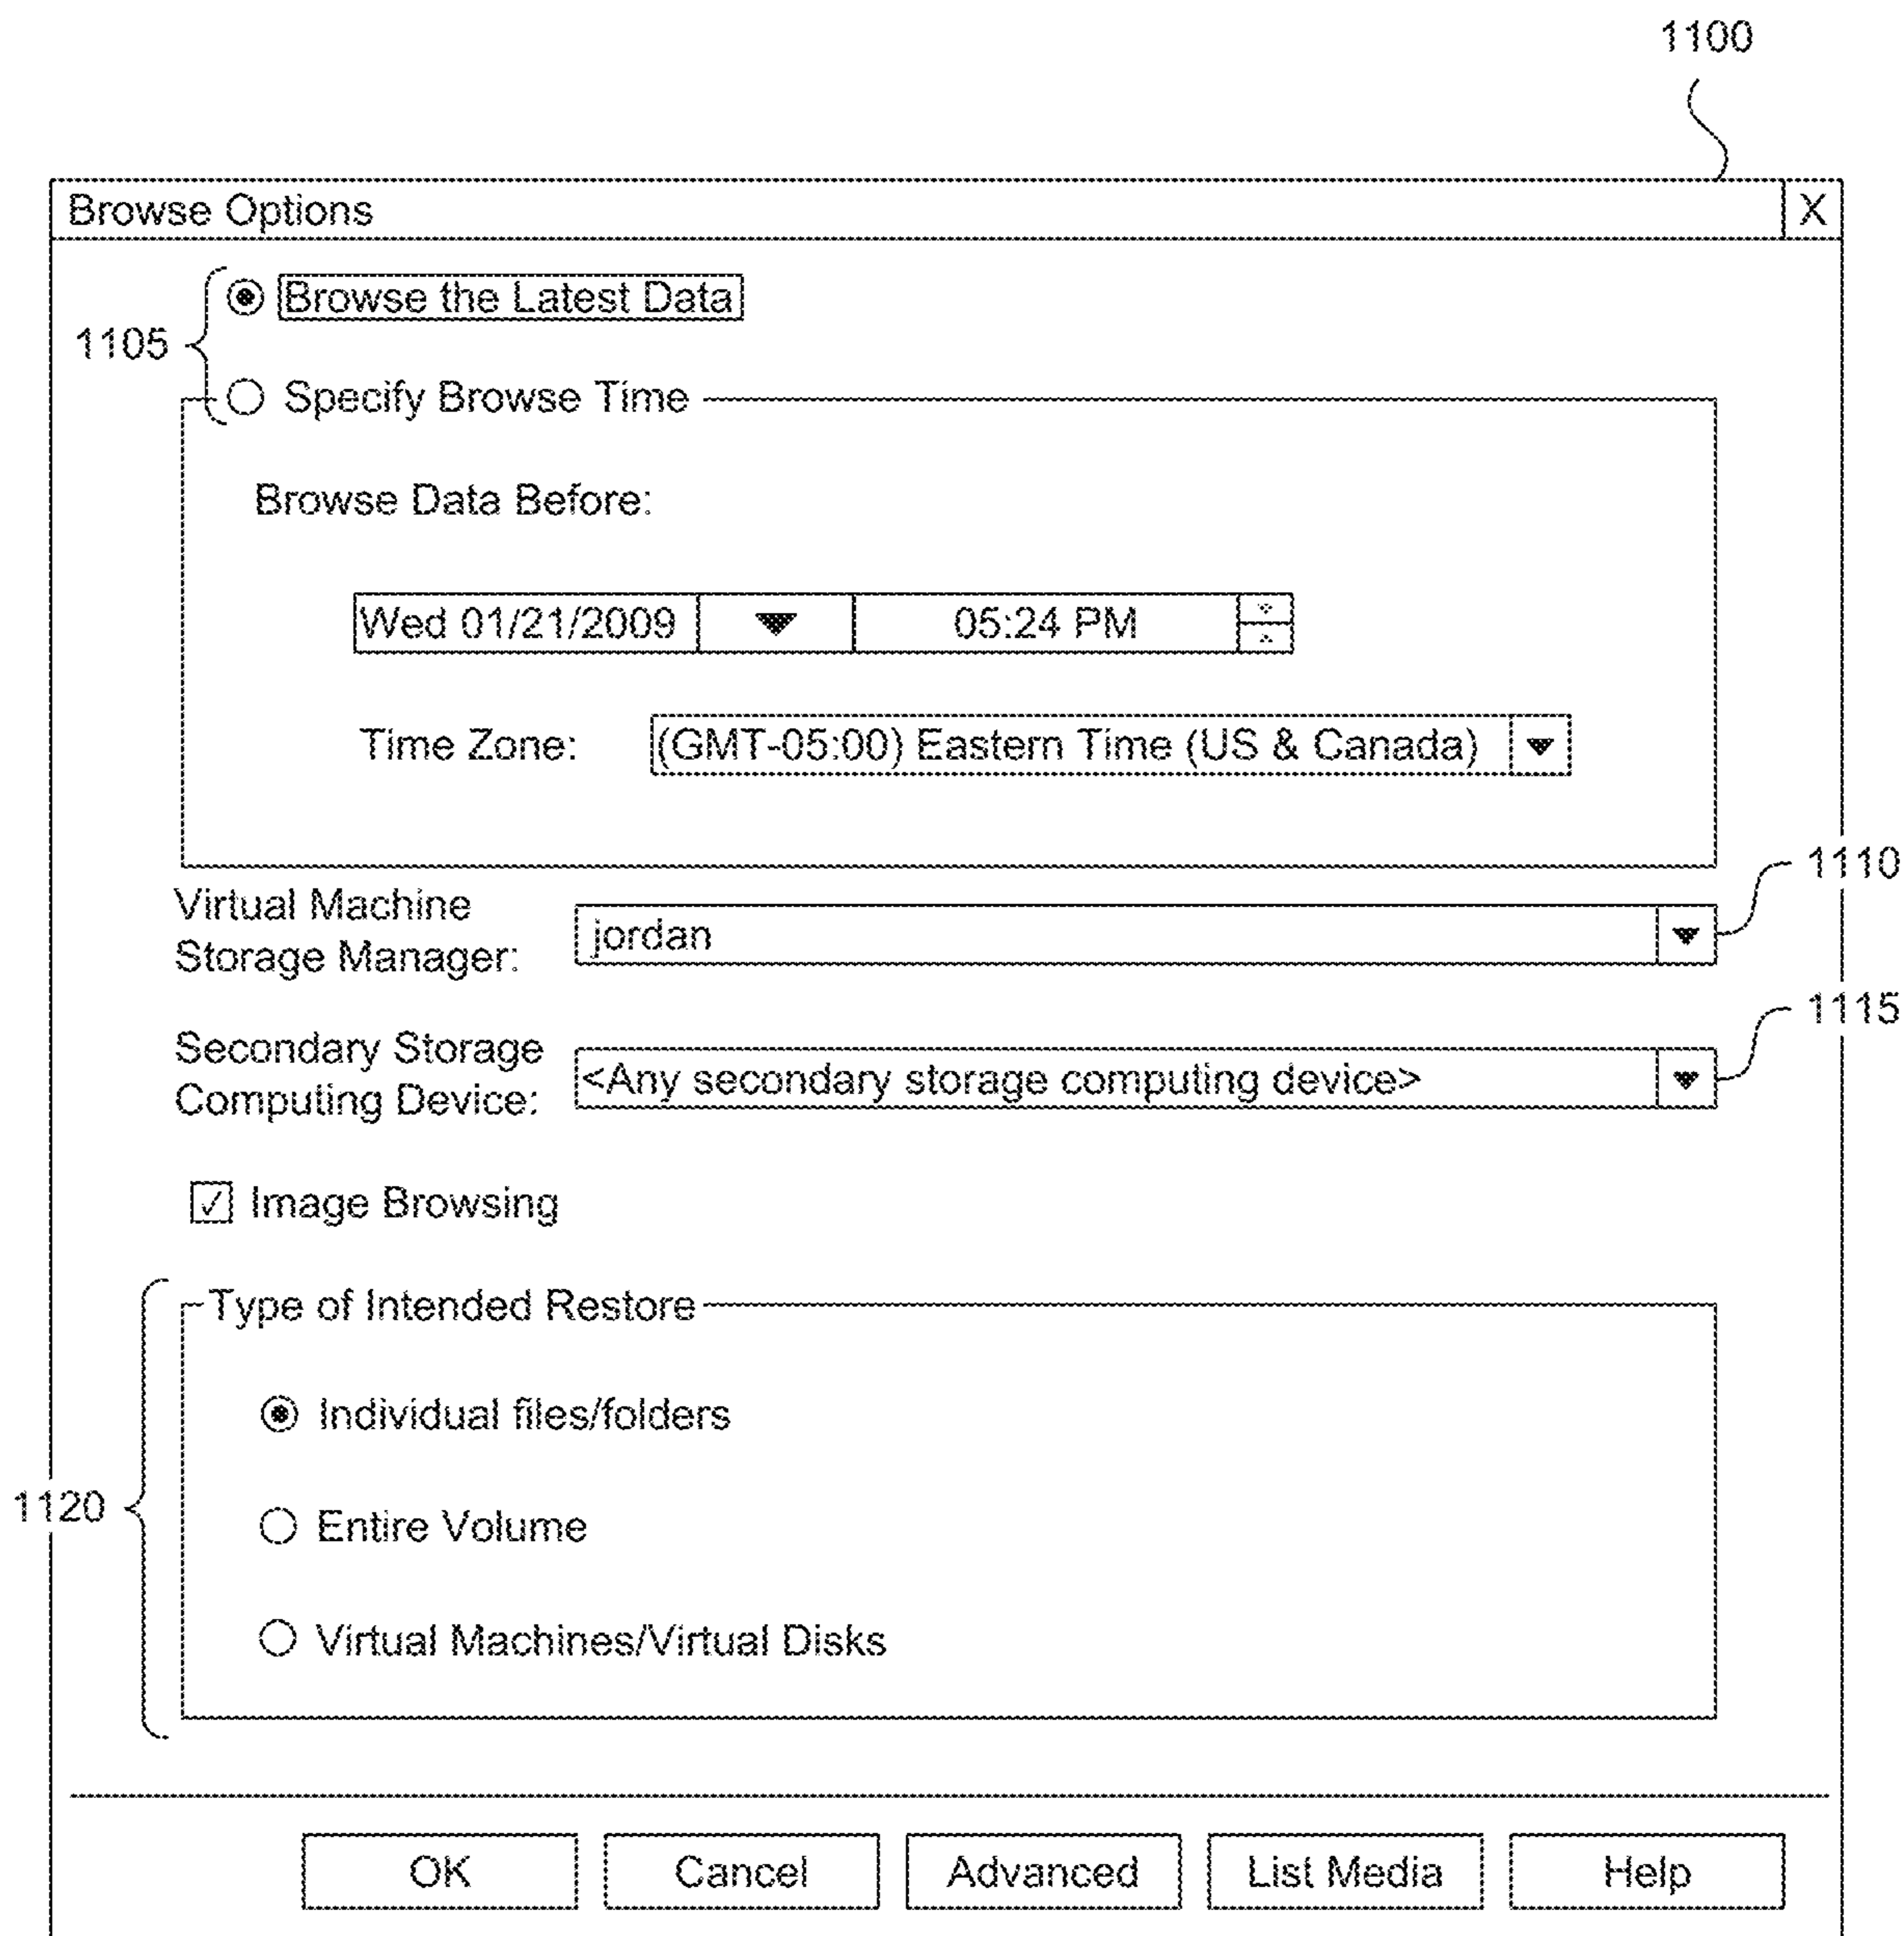 1100
Browse Options X
Browse the Latest Data
1105
Specify Browse Time
Browse Data Before:
Wed 01/21/2009 05:24 PM
Time Zone: (GMT-05:00) Eastern Time (US & Canada)
1110
Virtual Machine
Storage Manager:
jordan
1115
Secondary Storage
Computing Device:
<Any secondary storage computing device>
Image Browsing
Type of Intended Restore
Individual files/folders
1120
Entire Volume
Virtual Machines/Virtual Disks
OK Cancel Advanced List Media Help